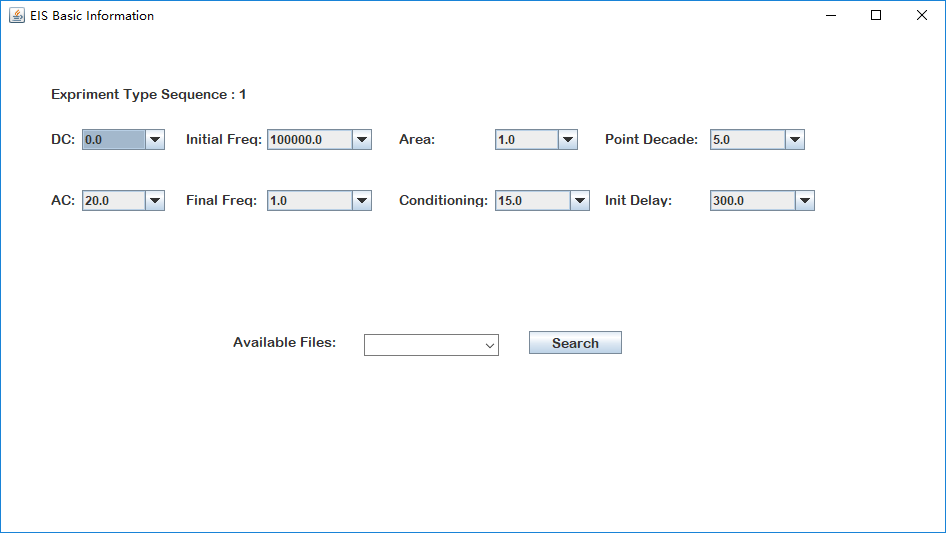 EIS Basic Information
Expriment Type Sequence : 1
DC: 0.0 Initial Freq: 100000.0 Area: 1.0 Point Decade: 5.0
AC: 20.0 Final Freq: 1.0 Conditioning: 15.0 Init Delay: 300.0
Available Files: Search